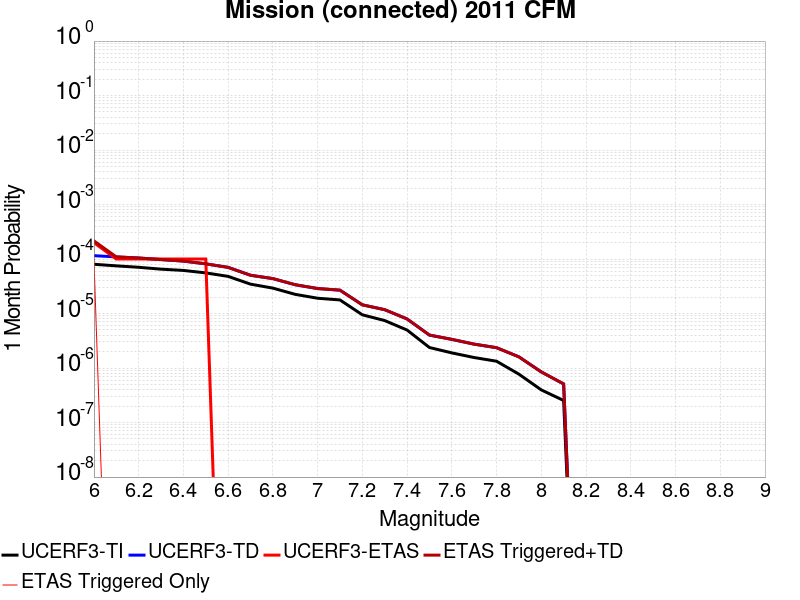 Mission (connected) 2011 CFM
10^0
10^-1
10^-2
10^-3
10^-4
10^-5
10^-6
10^-7
10^-8
1 Month Probability
6 6.2 6.4 6.6 6.8 7 7.2 7.4 7.6 7.8 8 8.2 8.4 8.6 8.8 9
Magnitude
UCERF3-TI UCERF3-TD UCERF3-ETAS ETAS Triggered+TD
ETAS Triggered Only